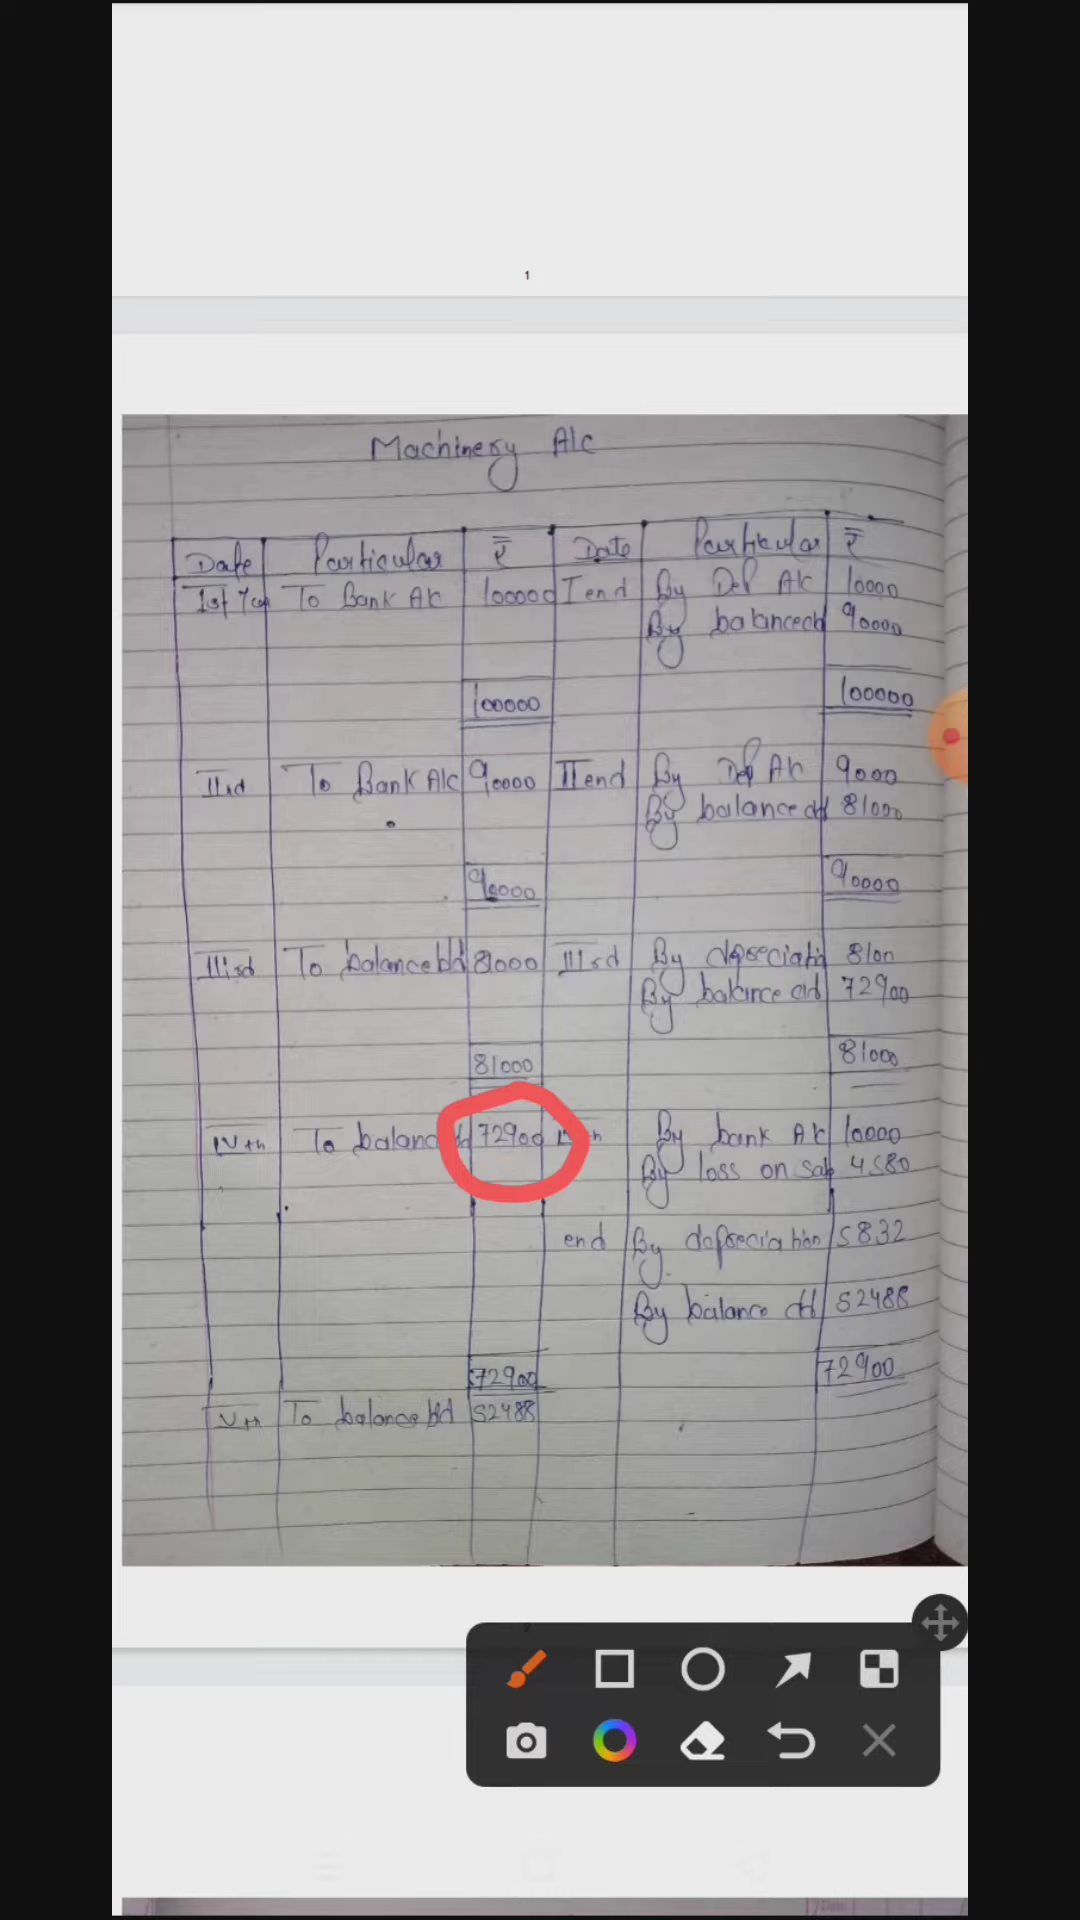 1
Machinery A/c
Date Particular ₹ Date Particular ₹
Ist Year To Bank A/c 100000 I end By Dep A/c 10000
By balance c/d 90000
100000 100000
IInd To Bank A/c 90000 II end By Dep A/c 9000
By balance c/d 81000
90000 90000
IIIrd To balance b/d 81000 IIIrd By depreciation 8100
By balance c/d 72900
81000 81000
IVth To balance 72900 By bank A/c 10000
By loss on sale 4580
end By depreciation 5832
By balance c/d 52488
72900 72900
Vth To balance b/d 52488